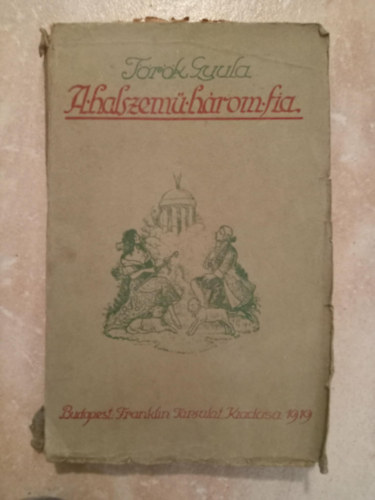 Török Gyula
A·halszemű·három·fia.
Budapest, Franklin Társulat Kiadása 1919